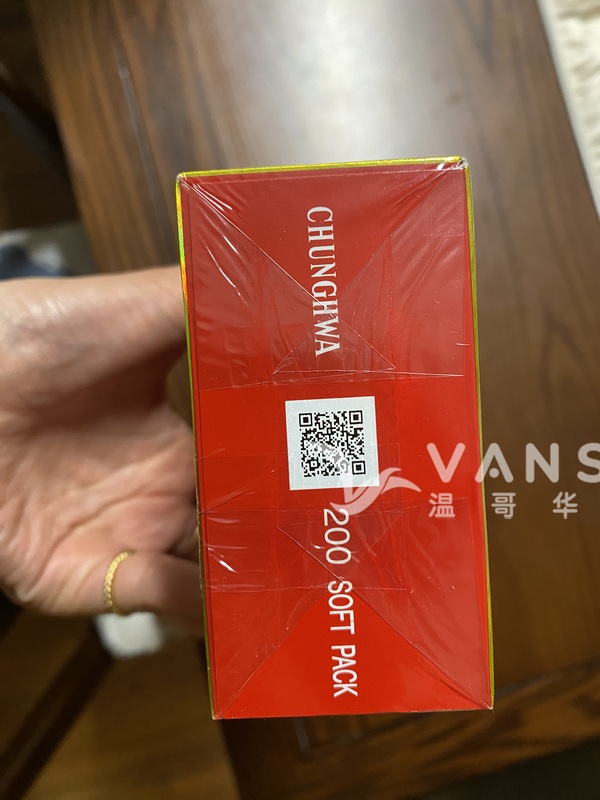 CHUNGHWA
200 SOFT PACK
VANS
温哥华